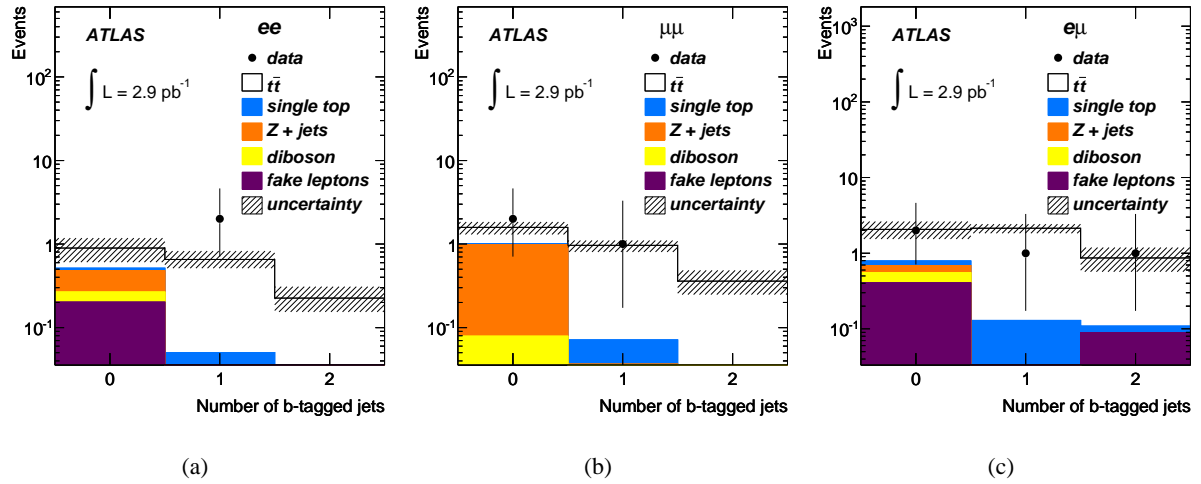 Events
ATLAS
ee
∫ L = 2.9 pb⁻¹
data
tt̄
single top
Z + jets
diboson
fake leptons
uncertainty
10²
10
1
10⁻¹
0 1 2
Number of b-tagged jets
(a)
Events
ATLAS
μμ
∫ L = 2.9 pb⁻¹
data
tt̄
single top
Z + jets
diboson
fake leptons
uncertainty
10²
10
1
10⁻¹
0 1 2
Number of b-tagged jets
(b)
Events
ATLAS
eμ
∫ L = 2.9 pb⁻¹
data
tt̄
single top
Z + jets
diboson
fake leptons
uncertainty
10³
10²
10
1
10⁻¹
0 1 2
Number of b-tagged jets
(c)